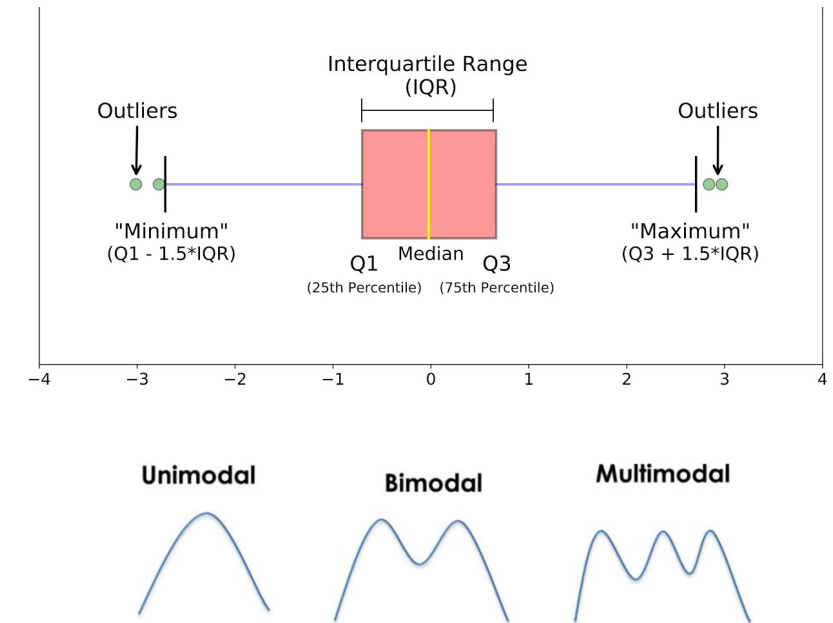 Interquartile Range
(IQR)
Outliers
Outliers
"Minimum"
(Q1 - 1.5*IQR)
"Maximum"
(Q3 + 1.5*IQR)
Median
Q1
Q3
(25th Percentile)
(75th Percentile)
−4
−3
−2
−1
0
1
2
3
4
Unimodal
Bimodal
Multimodal